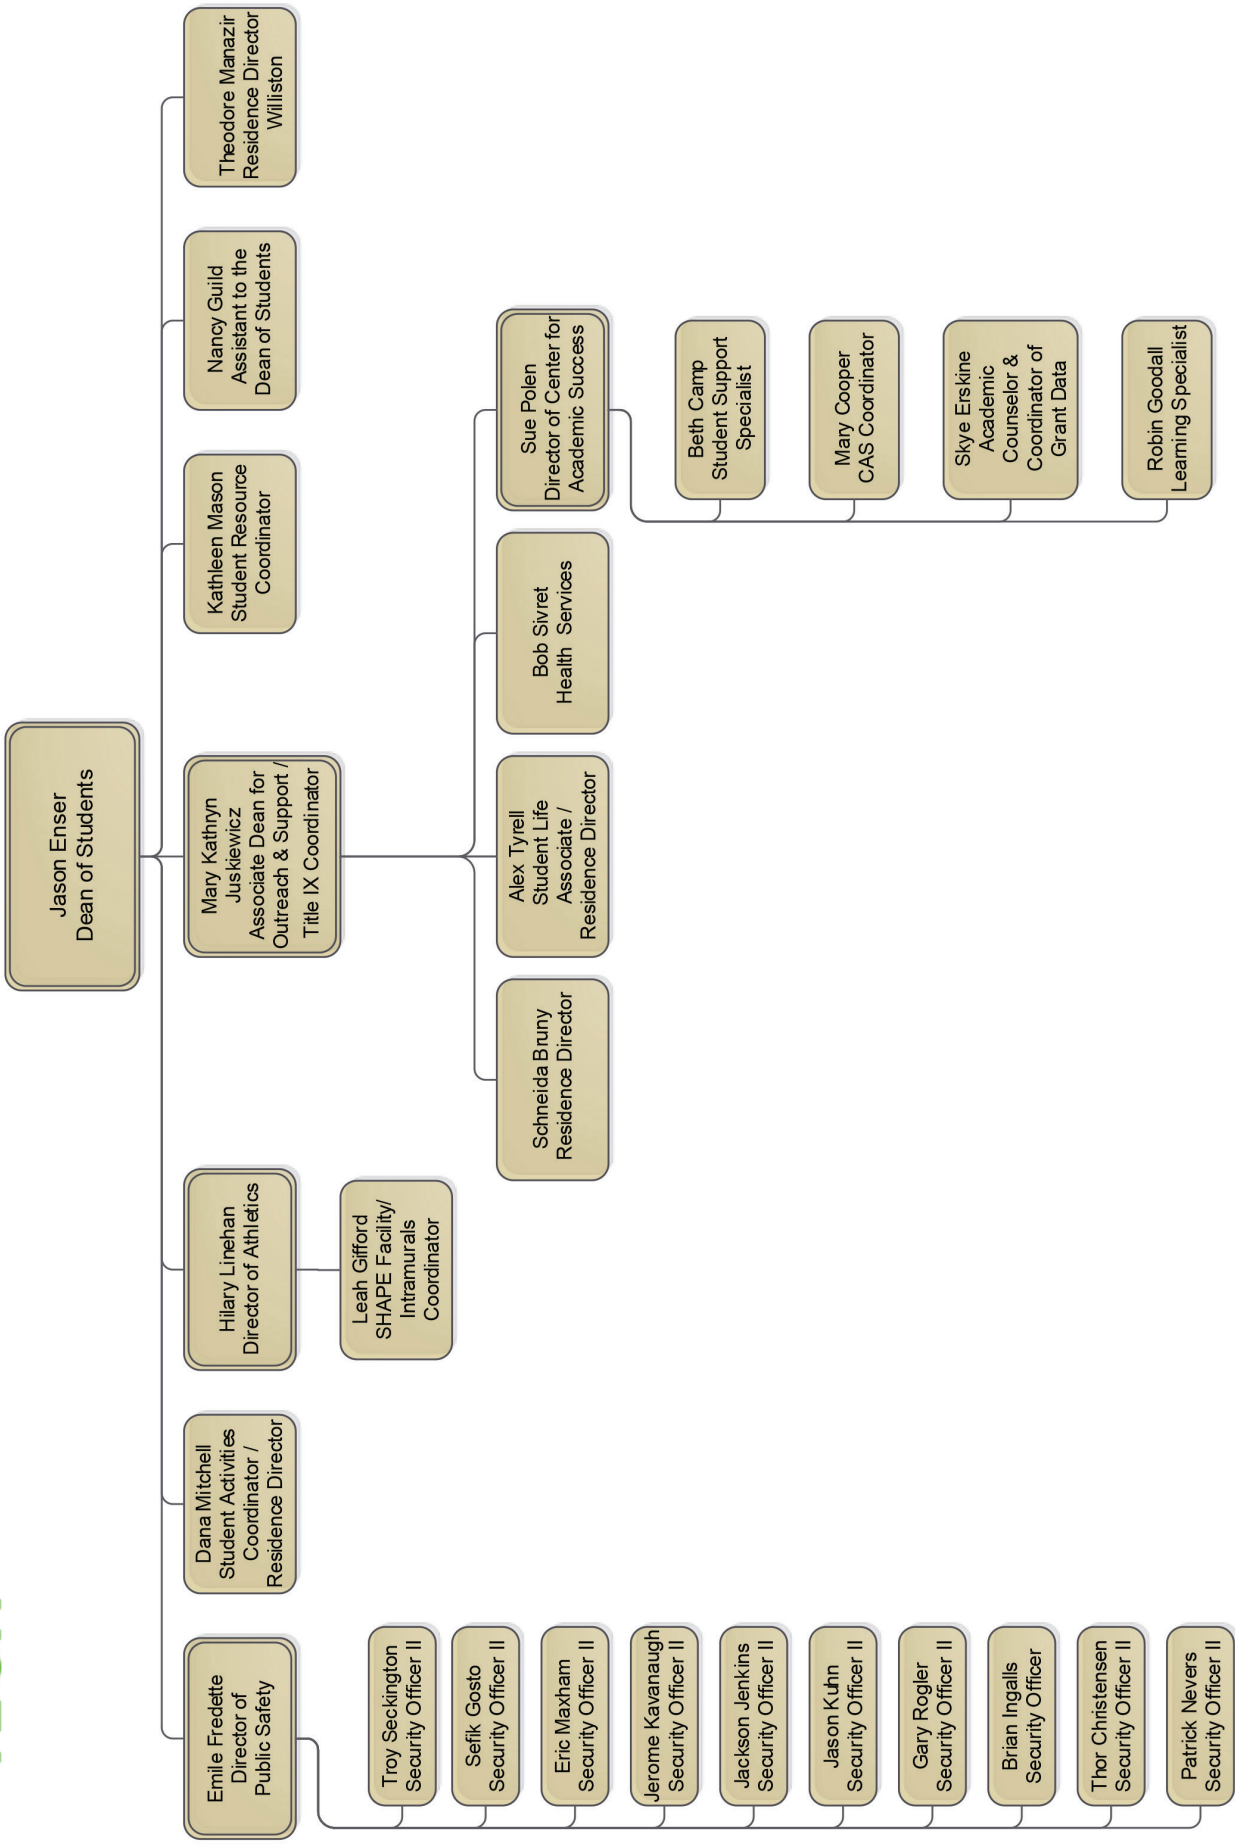 Jason Enser
Dean of Students
Emile Fredette
Director of
Public Safety
Troy Seckington
Security Officer II
Sefik Gosto
Security Officer II
Eric Maxham
Security Officer II
Jerome Kavanaugh
Security Officer II
Jackson Jenkins
Security Officer II
Jason Kuhn
Security Officer II
Gary Rogler
Security Officer II
Brian Ingalls
Security Officer
Thor Christensen
Security Officer II
Patrick Nevers
Security Officer II
Dana Mitchell
Student Activities
Coordinator /
Residence Director
Hilary Linehan
Director of Athletics
Leah Gifford
SHAPE Facility/
Intramurals
Coordinator
Mary Kathryn
Juskiewicz
Associate Dean for
Outreach & Support /
Title IX Coordinator
Schneida Bruny
Residence Director
Alex Tyrell
Student Life
Associate /
Residence Director
Bob Sivret
Health Services
Sue Polen
Director of Center for
Academic Success
Beth Camp
Student Support
Specialist
Mary Cooper
CAS Coordinator
Skye Erskine
Academic
Counselor &
Coordinator of
Grant Data
Robin Goodall
Learning Specialist
Kathleen Mason
Student Resource
Coordinator
Nancy Guild
Assistant to the
Dean of Students
Theodore Manazir
Residence Director
Williston